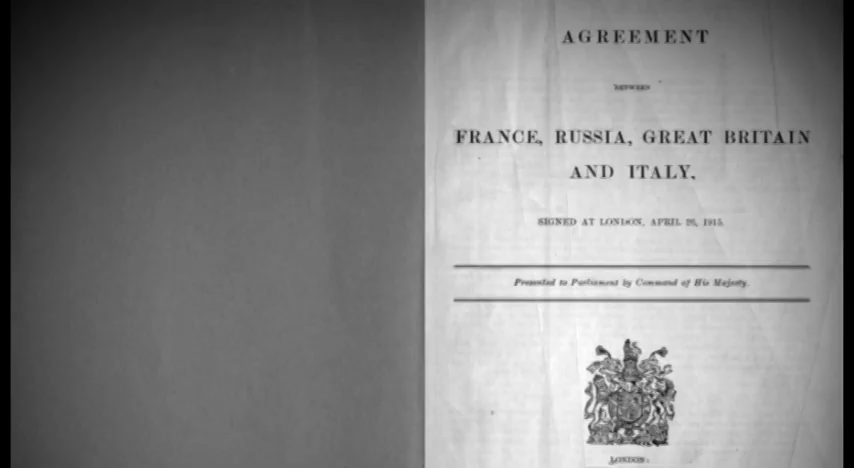 AGREEMENT
BETWEEN
FRANCE, RUSSIA, GREAT BRITAIN
AND ITALY,
SIGNED AT LONDON, APRIL 26, 1915.
Presented to Parliament by Command of His Majesty.
LONDON: